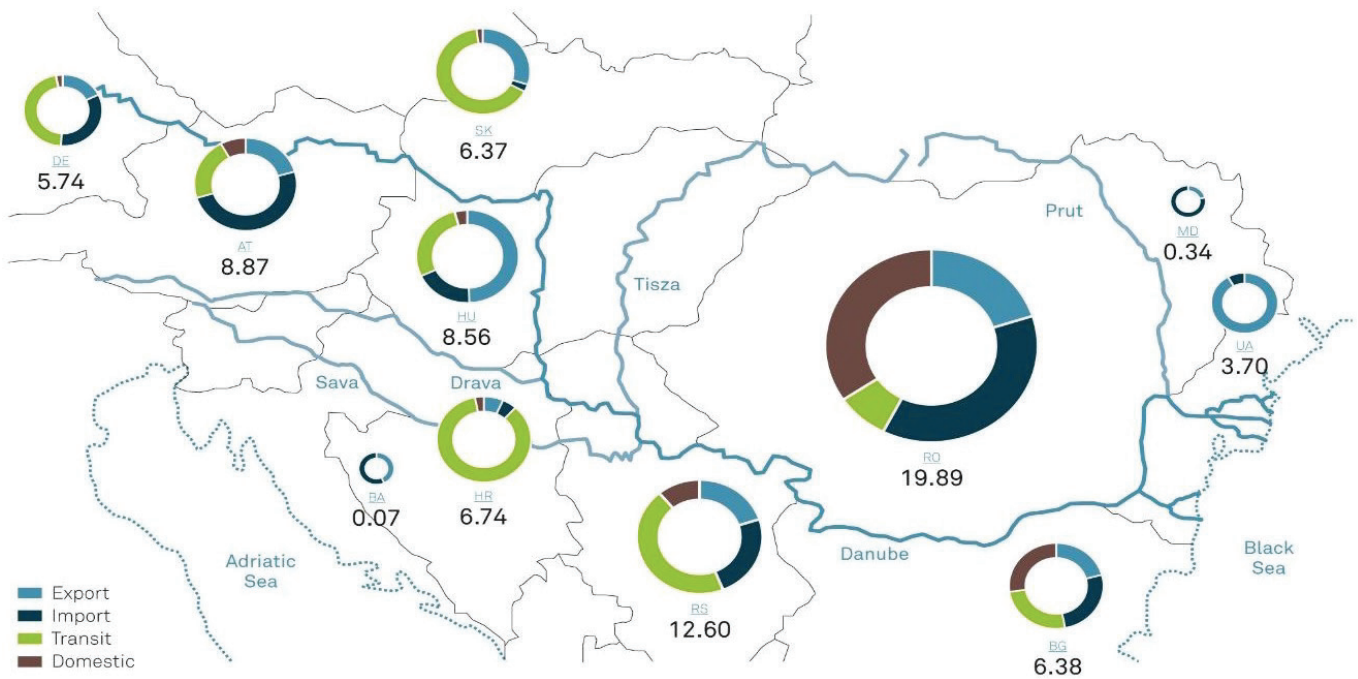 SK
6.37
DE
5.74
AT
8.87
HU
8.56
Tisza
Prut
MD
0.34
UA
3.70
Sava
Drava
BA
0.07
HR
6.74
RO
19.89
RS
12.60
Danube
BG
6.38
Adriatic
Sea
Black
Sea
Export
Import
Transit
Domestic